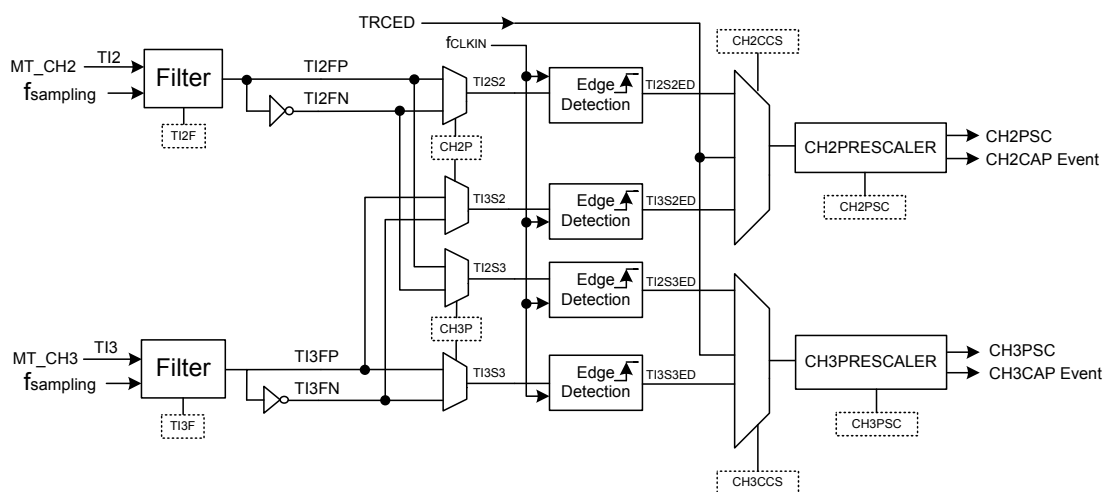 TRCED
fCLKIN
CH2CCS
MT_CH2
TI2
fsampling
Filter
TI2F
TI2FP
TI2FN
CH2P
TI2S2
Edge
Detection
TI2S2ED
CH2PRESCALER
CH2PSC
CH2CAP Event
CH2PSC
TI3S2
Edge
Detection
TI3S2ED
TI2S3
Edge
Detection
TI2S3ED
CH3P
MT_CH3
TI3
fsampling
Filter
TI3F
TI3FP
TI3FN
TI3S3
Edge
Detection
TI3S3ED
CH3PRESCALER
CH3PSC
CH3CAP Event
CH3PSC
CH3CCS